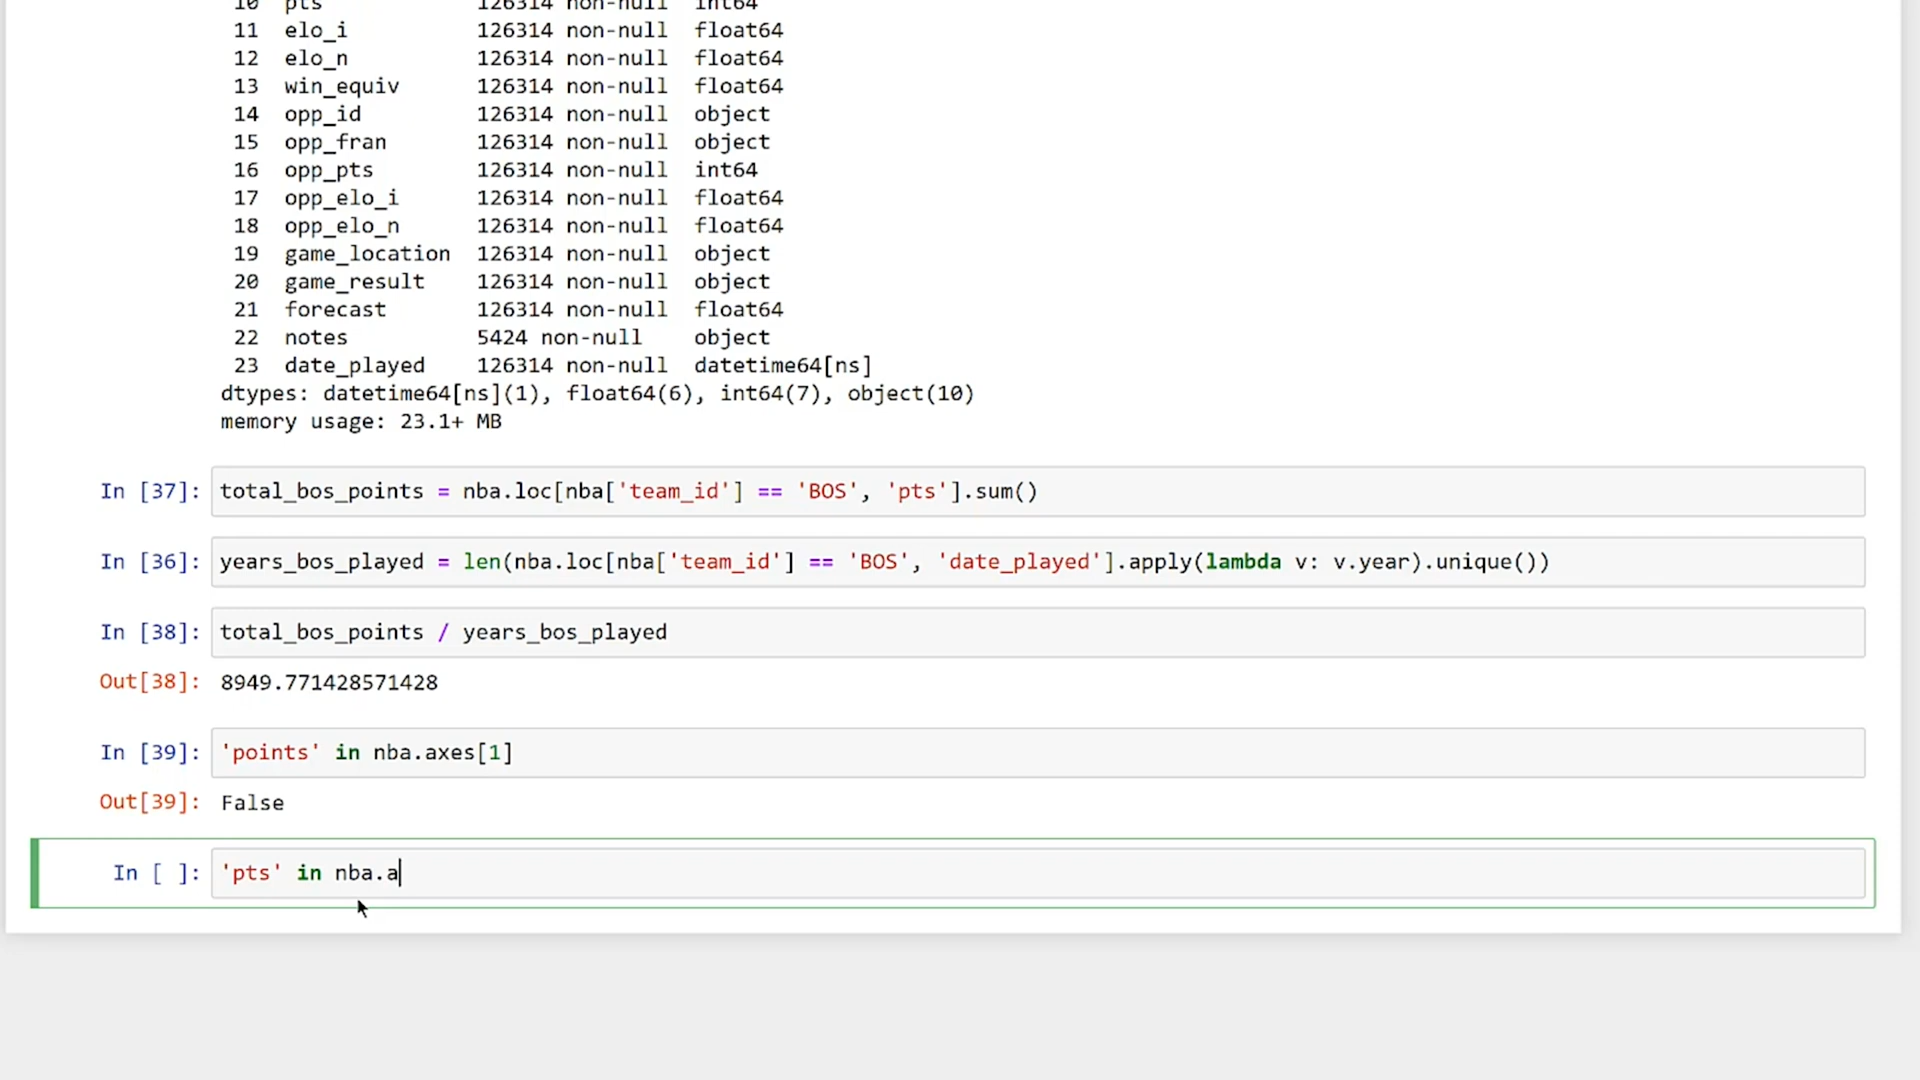 10 pts 126314 non-null int64
11 elo_i 126314 non-null float64
12 elo_n 126314 non-null float64
13 win_equiv 126314 non-null float64
14 opp_id 126314 non-null object
15 opp_fran 126314 non-null object
16 opp_pts 126314 non-null int64
17 opp_elo_i 126314 non-null float64
18 opp_elo_n 126314 non-null float64
19 game_location 126314 non-null object
20 game_result 126314 non-null object
21 forecast 126314 non-null float64
22 notes 5424 non-null object
23 date_played 126314 non-null datetime64[ns]
dtypes: datetime64[ns](1), float64(6), int64(7), object(10)
memory usage: 23.1+ MB
In [37]: total_bos_points = nba.loc[nba['team_id'] == 'BOS', 'pts'].sum()
In [36]: years_bos_played = len(nba.loc[nba['team_id'] == 'BOS', 'date_played'].apply(lambda v: v.year).unique())
In [38]: total_bos_points / years_bos_played
Out[38]: 8949.771428571428
In [39]: 'points' in nba.axes[1]
Out[39]: False
In [ ]: 'pts' in nba.a